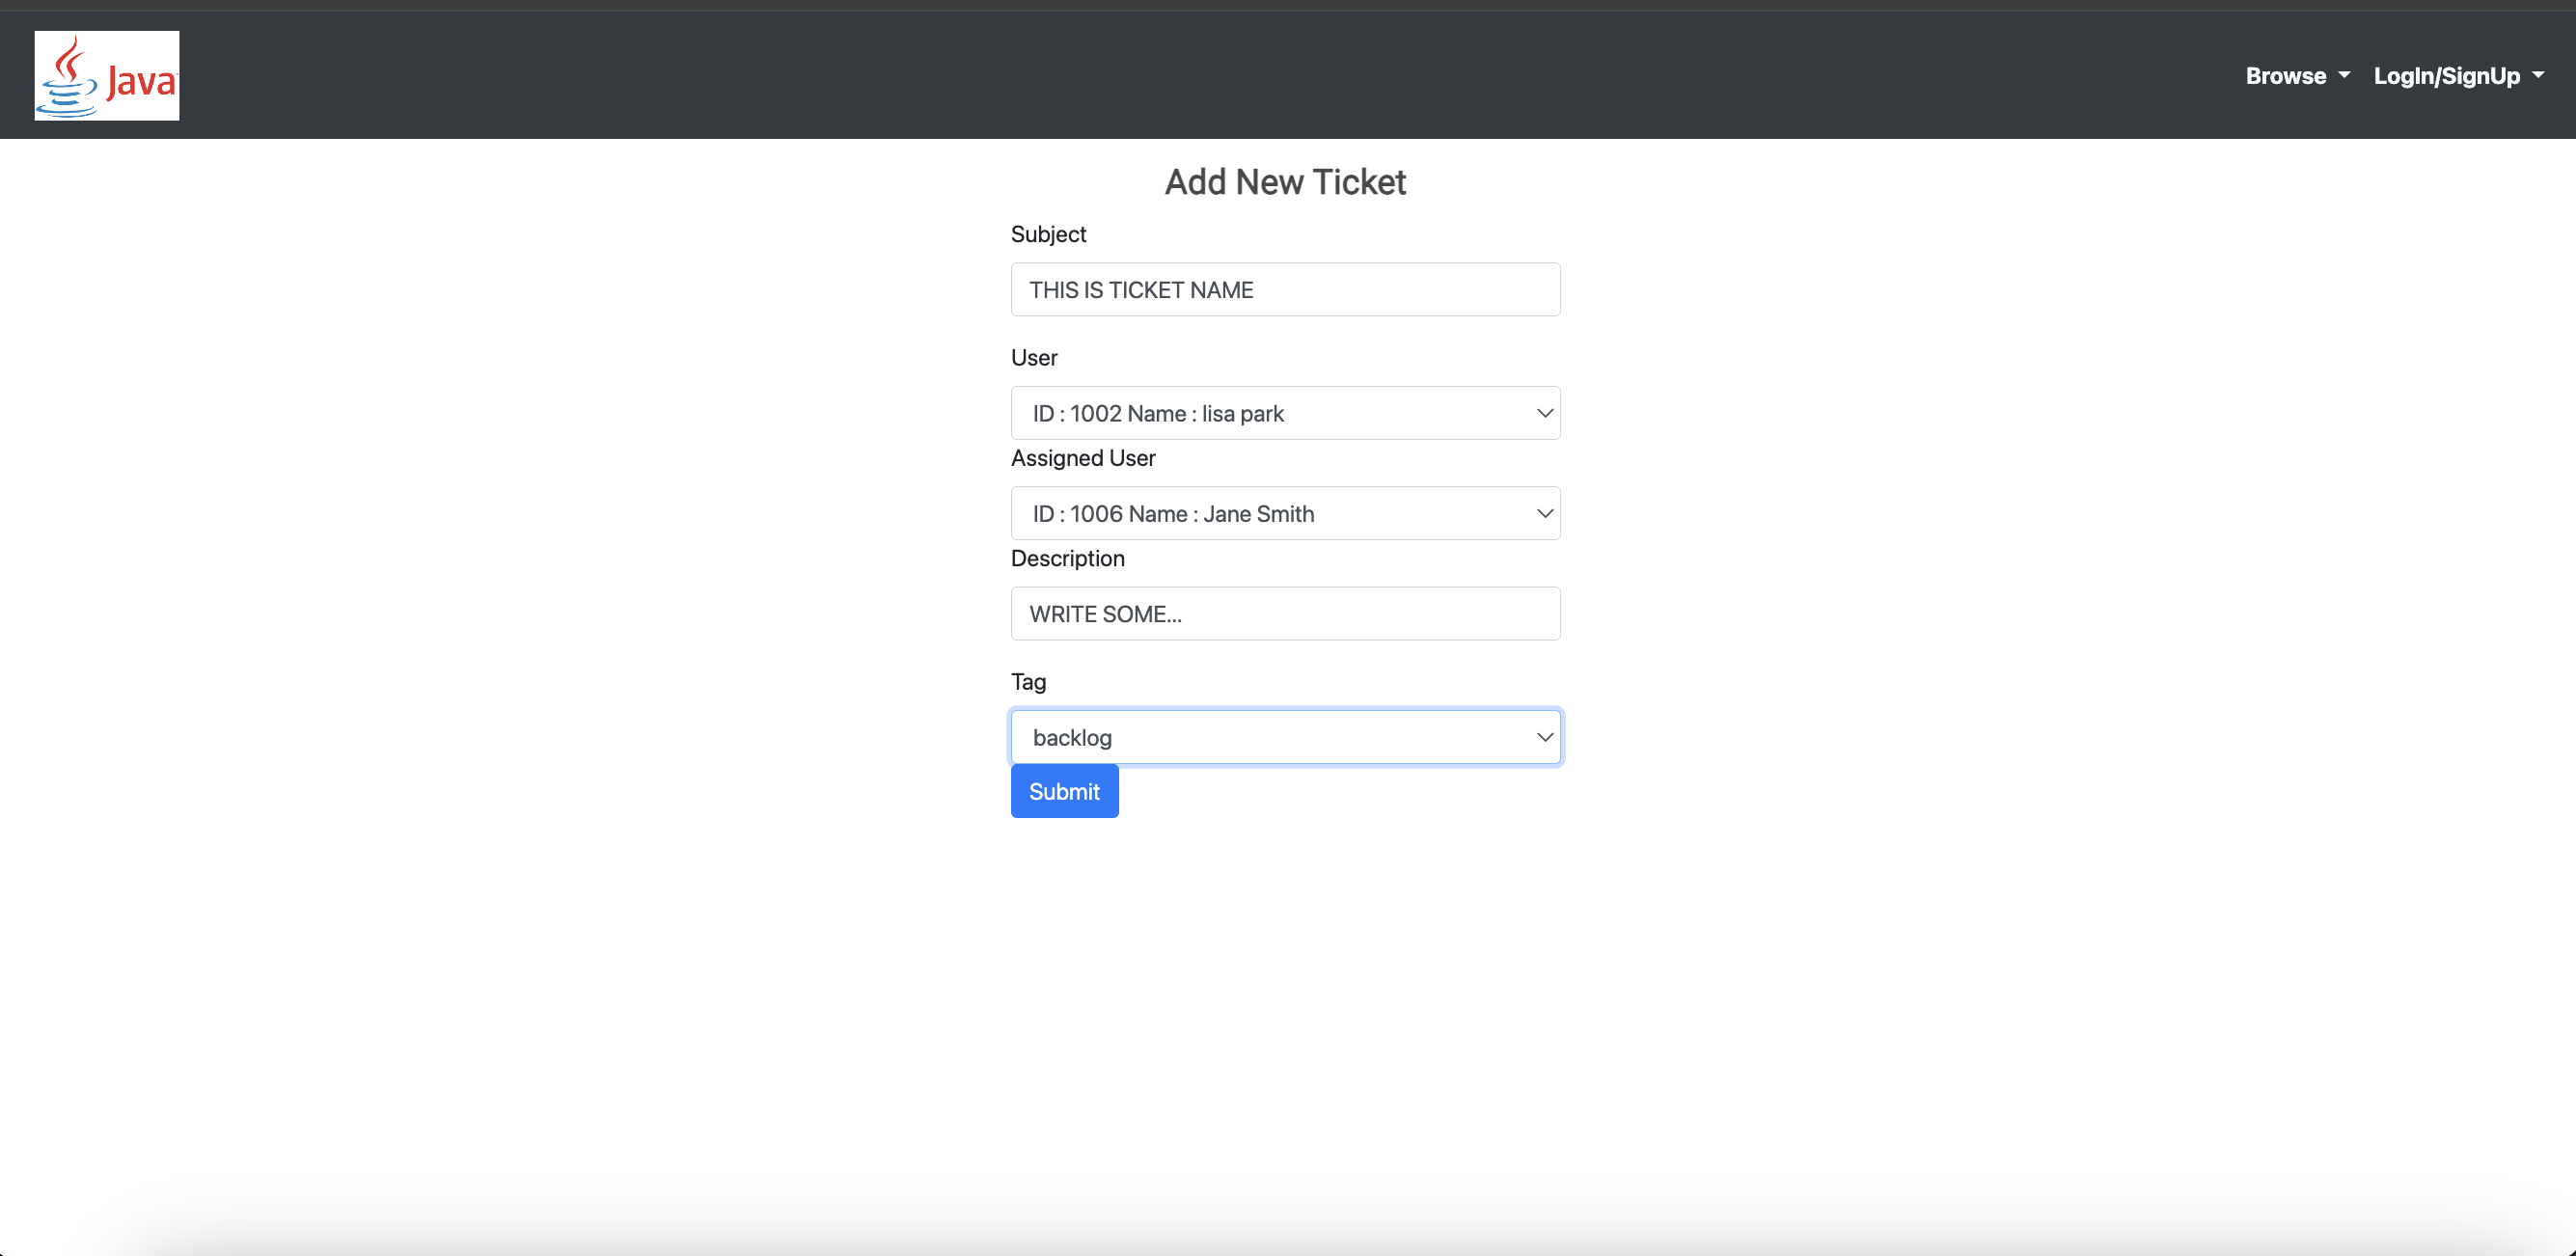 Java
Browse LogIn/SignUp
Add New Ticket
Subject
THIS IS TICKET NAME
User
ID : 1002 Name : lisa park
Assigned User
ID : 1006 Name : Jane Smith
Description
WRITE SOME...
Tag
backlog
Submit